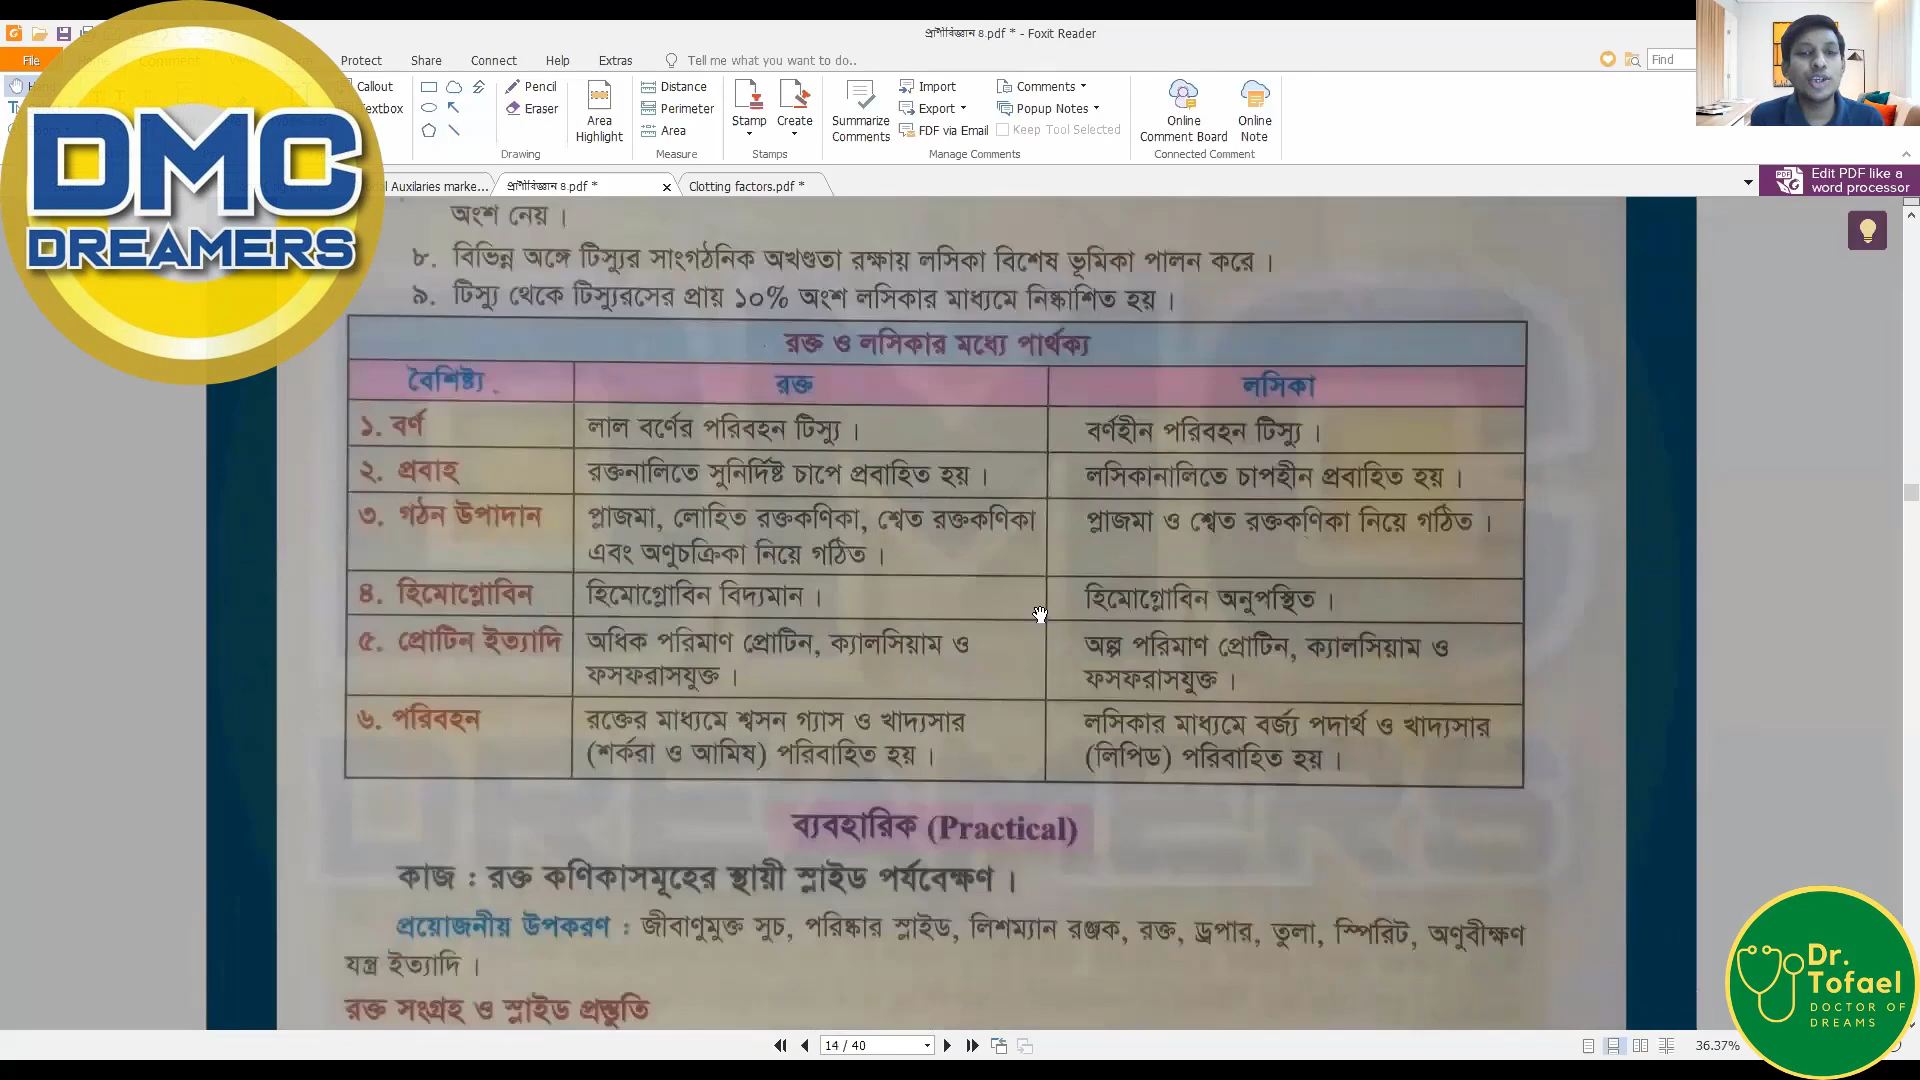 প্রাণীবিজ্ঞান ৪.pdf * - Foxit Reader
File
Protect Share Connect Help Extras Tell me what you want to do.. Find
Callout Pencil Distance Import Comments
Eraser Perimeter Export Popup Notes
Area FDF via Email Keep Tool Selected
Area Highlight Stamp Create Summarize Comments Online Comment Board Online Note
Drawing Measure Stamps Manage Comments Connected Comment
Auxilaries marke... প্রাণীবিজ্ঞান ৪.pdf * Clotting factors.pdf *
Edit PDF like a
word processor
DMC
DREAMERS
অংশ নেয়।
৮. বিভিন্ন অঙ্গে টিস্যুর সাংগঠনিক অখণ্ডতা রক্ষায় লসিকা বিশেষ ভূমিকা পালন করে।
৯. টিস্যু থেকে টিস্যুরসের প্রায় ১০% অংশ লসিকার মাধ্যমে নিষ্কাশিত হয়।
রক্ত ও লসিকার মধ্যে পার্থক্য
বৈশিষ্ট্য রক্ত লসিকা
১. বর্ণ লাল বর্ণের পরিবহন টিস্যু। বর্ণহীন পরিবহন টিস্যু।
২. প্রবাহ রক্তনালিতে সুনির্দিষ্ট চাপে প্রবাহিত হয়। লসিকানালিতে চাপহীন প্রবাহিত হয়।
৩. গঠন উপাদান প্লাজমা, লোহিত রক্তকণিকা, শ্বেত রক্তকণিকা প্লাজমা ও শ্বেত রক্তকণিকা নিয়ে গঠিত।
এবং অণুচক্রিকা নিয়ে গঠিত।
৪. হিমোগ্লোবিন হিমোগ্লোবিন বিদ্যমান। হিমোগ্লোবিন অনুপস্থিত।
৫. প্রোটিন ইত্যাদি অধিক পরিমাণ প্রোটিন, ক্যালসিয়াম ও অল্প পরিমাণ প্রোটিন, ক্যালসিয়াম ও
ফসফরাসযুক্ত। ফসফরাসযুক্ত।
৬. পরিবহন রক্তের মাধ্যমে শ্বসন গ্যাস ও খাদ্যসার লসিকার মাধ্যমে বর্জ্য পদার্থ ও খাদ্যসার
(শর্করা ও আমিষ) পরিবাহিত হয়। (লিপিড) পরিবাহিত হয়।
ব্যবহারিক (Practical)
কাজ : রক্ত কণিকাসমূহের স্থায়ী স্লাইড পর্যবেক্ষণ।
প্রয়োজনীয় উপকরণ : জীবাণুমুক্ত সুচ, পরিষ্কার স্লাইড, লিশম্যান রঞ্জক, রক্ত, ড্রপার, তুলা, স্পিরিট, অণুবীক্ষণ
যন্ত্র ইত্যাদি।
রক্ত সংগ্রহ ও স্লাইড প্রস্তুতি
Dr.
Tofael
DOCTOR OF
DREAMS
14 / 40
36.37%